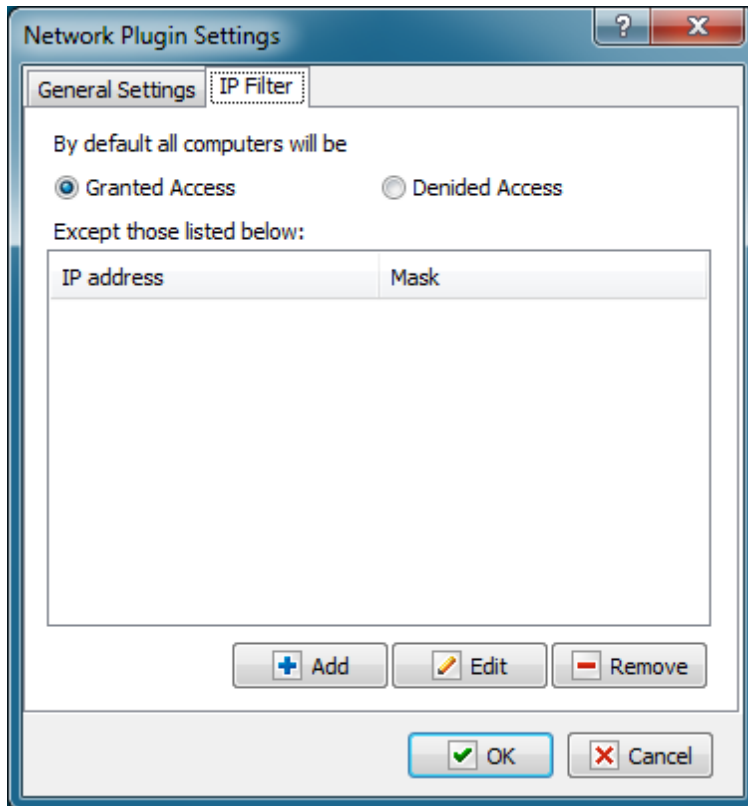 Network Plugin Settings
?
General Settings IP Filter
By default all computers will be
Granted Access Denided Access
Except those listed below:
IP address Mask
Add Edit Remove
OK Cancel